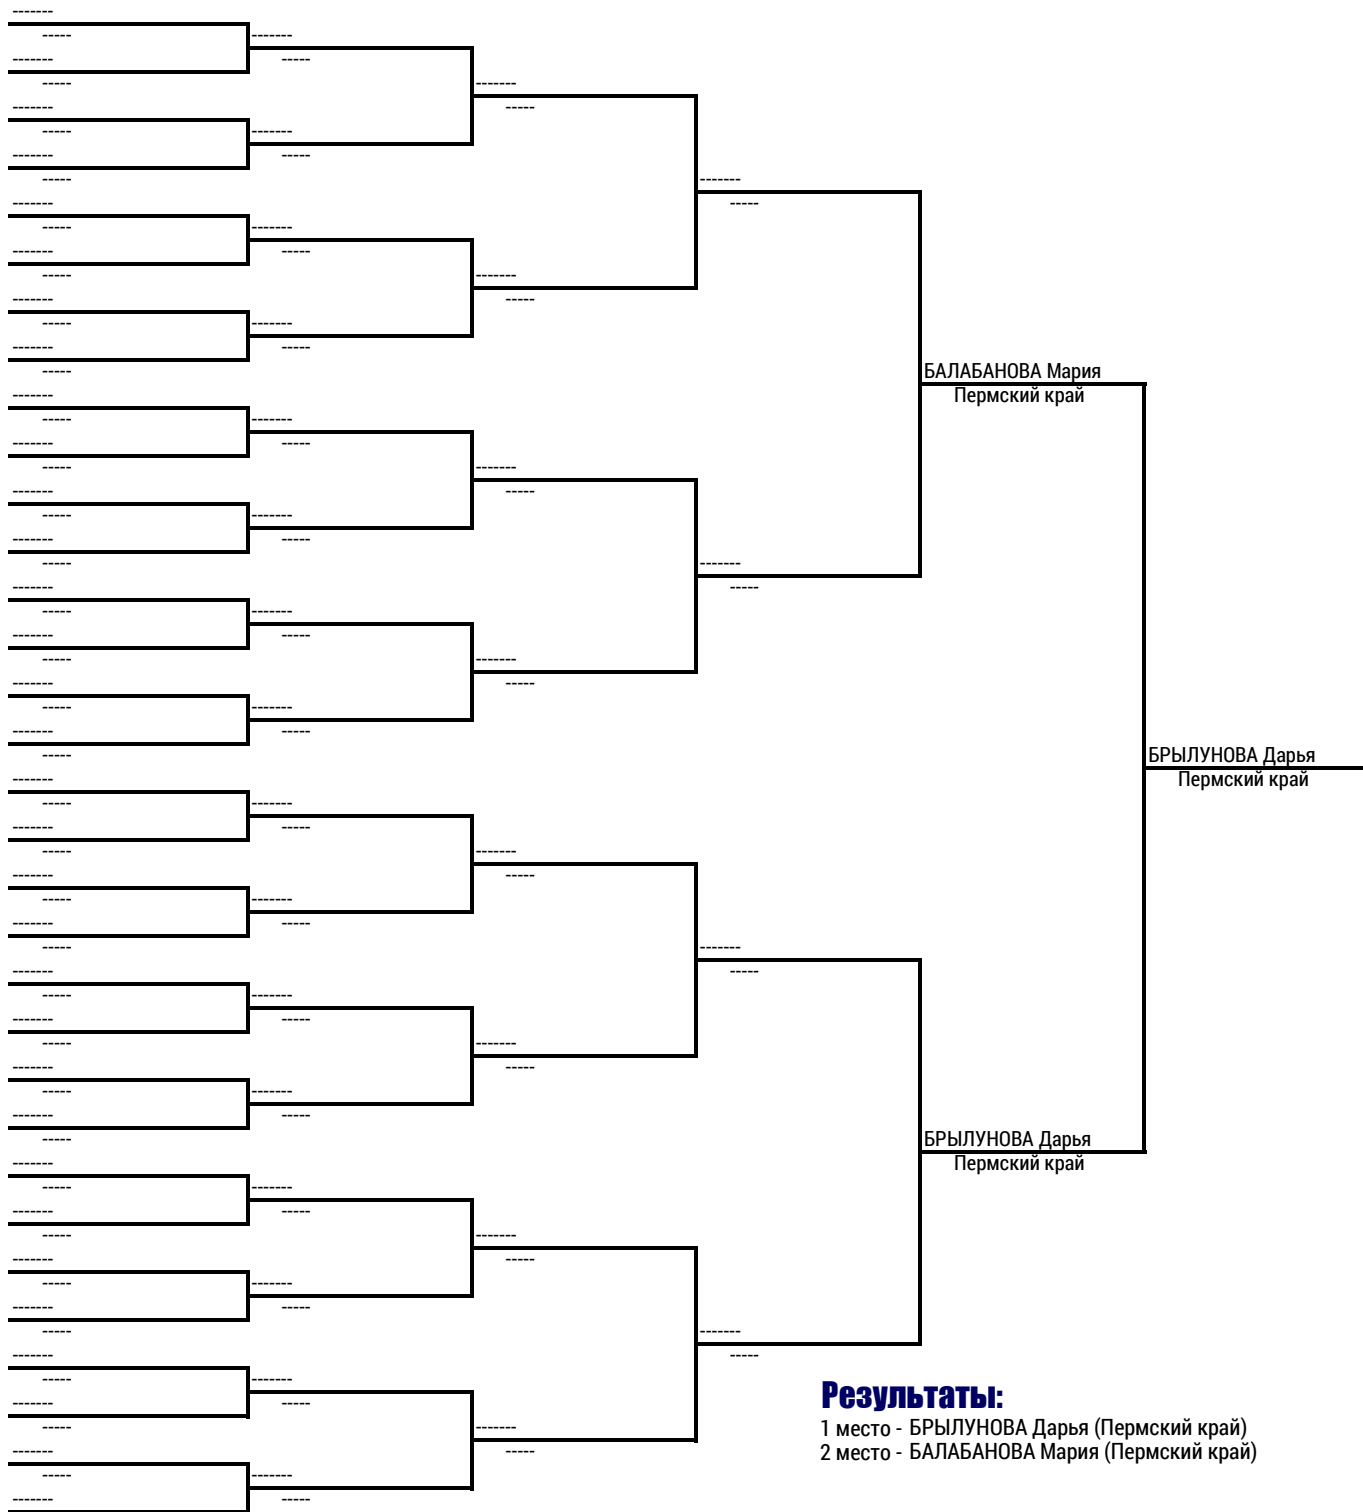 БАЛАБАНОВА Мария
Пермский край
БРЫЛУНОВА Дарья
Пермский край
БРЫЛУНОВА Дарья
Пермский край
Результаты:
1 место - БРЫЛУНОВА Дарья (Пермский край)
2 место - БАЛАБАНОВА Мария (Пермский край)